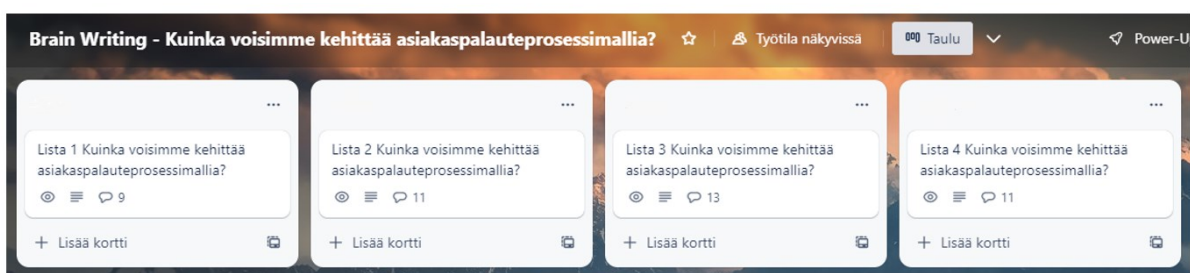 Brain Writing - Kuinka voisimme kehittää asiakaspalauteprosessimallia? Työtila näkyvissä Taulu Power-U
Lista 1 Kuinka voisimme kehittää
asiakaspalauteprosessimallia?
9
+ Lisää kortti
Lista 2 Kuinka voisimme kehittää
asiakaspalauteprosessimallia?
11
+ Lisää kortti
Lista 3 Kuinka voisimme kehittää
asiakaspalauteprosessimallia?
13
+ Lisää kortti
Lista 4 Kuinka voisimme kehittää
asiakaspalauteprosessimallia?
11
+ Lisää kortti